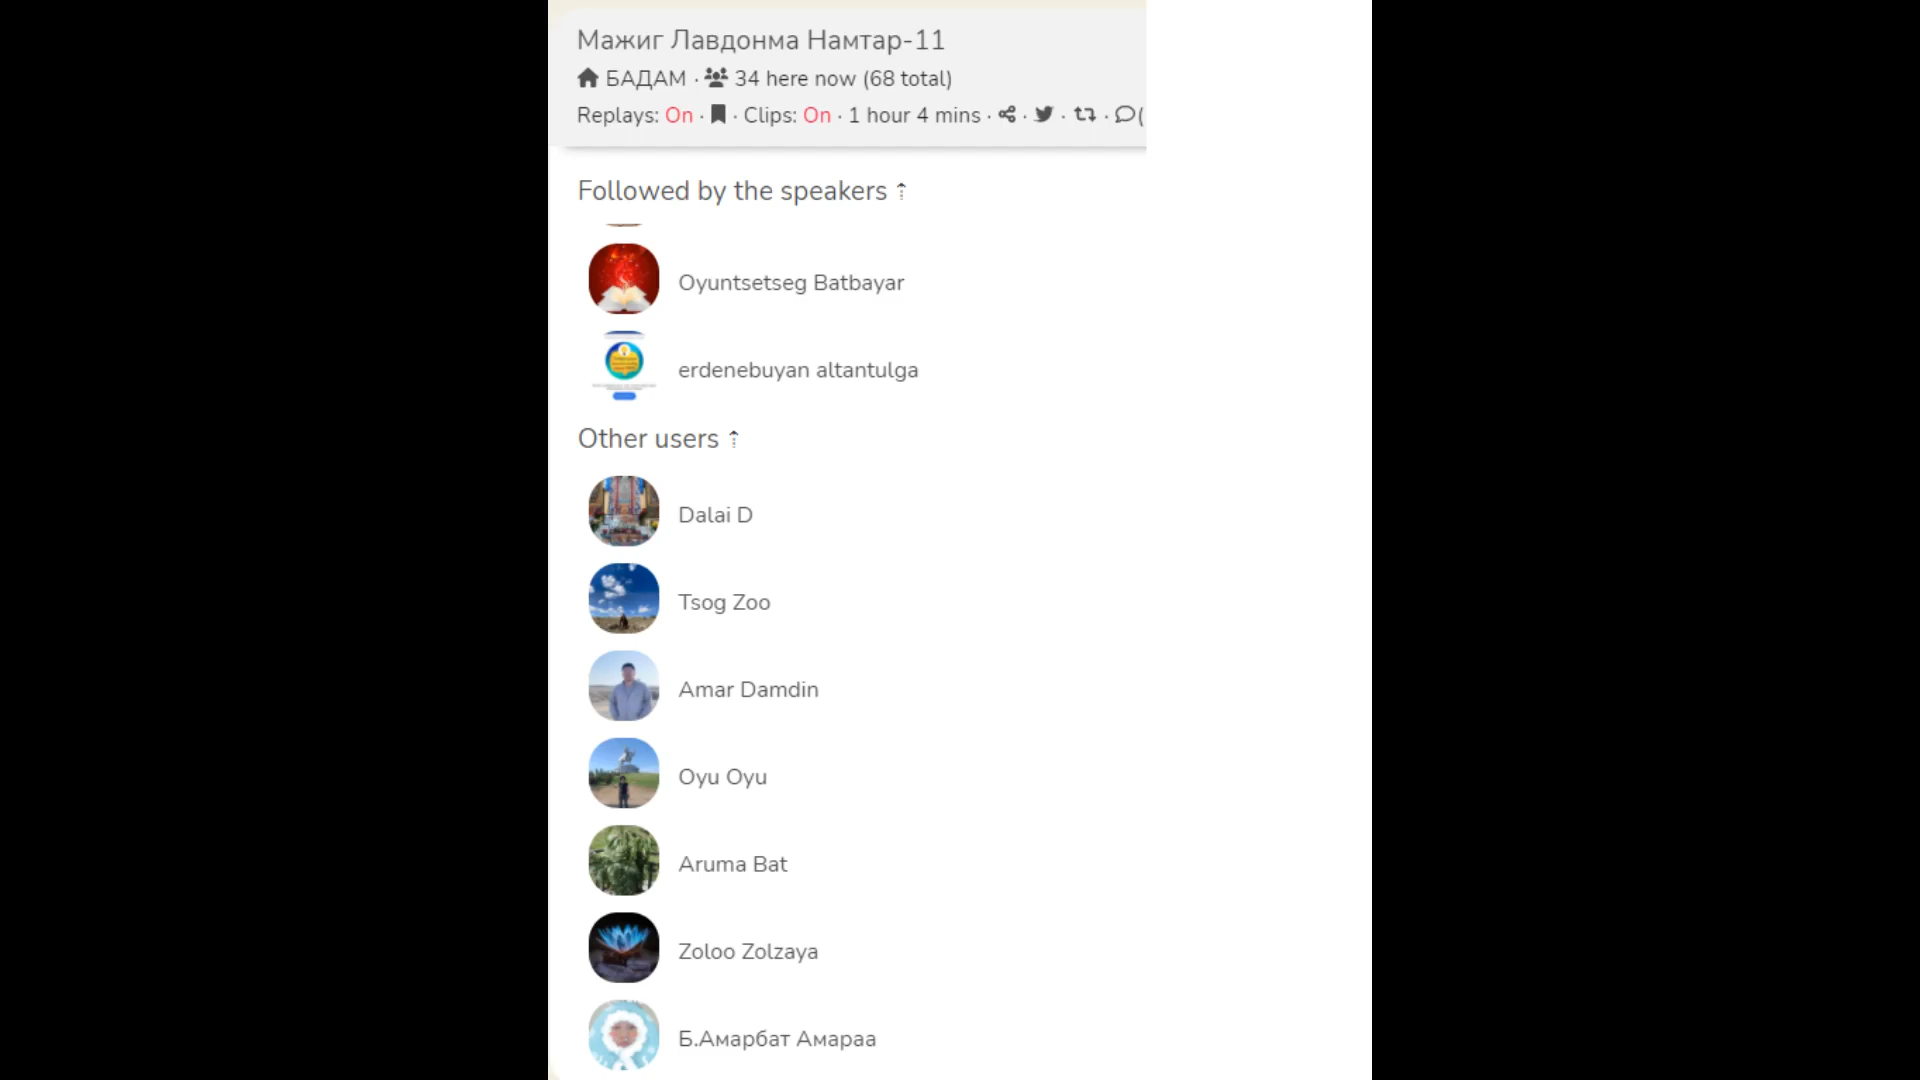 Мажиг Лавдонма Намтар-11
БАДАМ · 34 here now (68 total)
Replays: On · · Clips: On · 1 hour 4 mins · · · · (
Followed by the speakers ⇡
Oyuntsetseg Batbayar
erdenebuyan altantulga
Other users ⇡
Dalai D
Tsog Zoo
Amar Damdin
Oyu Oyu
Aruma Bat
Zoloo Zolzaya
Б.Амарбат Амараа